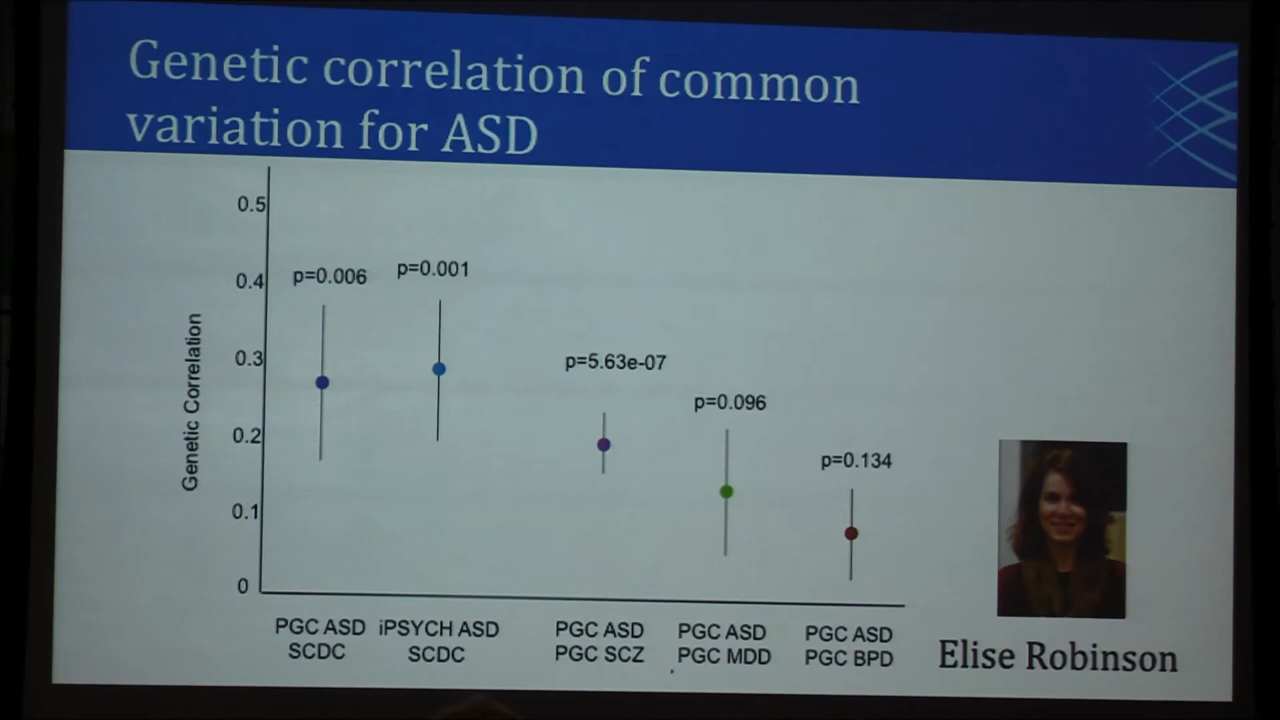 Genetic correlation of common
variation for ASD
0.5
0.4
0.3
0.2
0.1
0
Genetic Correlation
p=0.006
p=0.001
p=5.63e-07
p=0.096
p=0.134
PGC ASD
SCDC
iPSYCH ASD
SCDC
PGC ASD
PGC SCZ
PGC ASD
PGC MDD
PGC ASD
PGC BPD
Elise Robinson